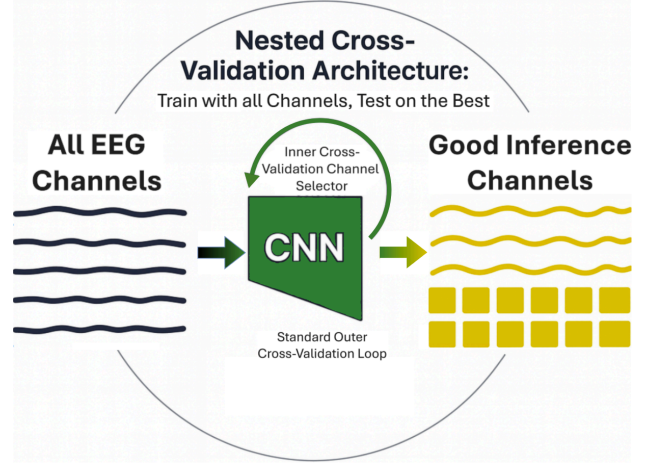 Nested Cross-
Validation Architecture:
Train with all Channels, Test on the Best
All EEG
Channels
Inner Cross-
Validation Channel
Selector
CNN
Good Inference
Channels
Standard Outer
Cross-Validation Loop